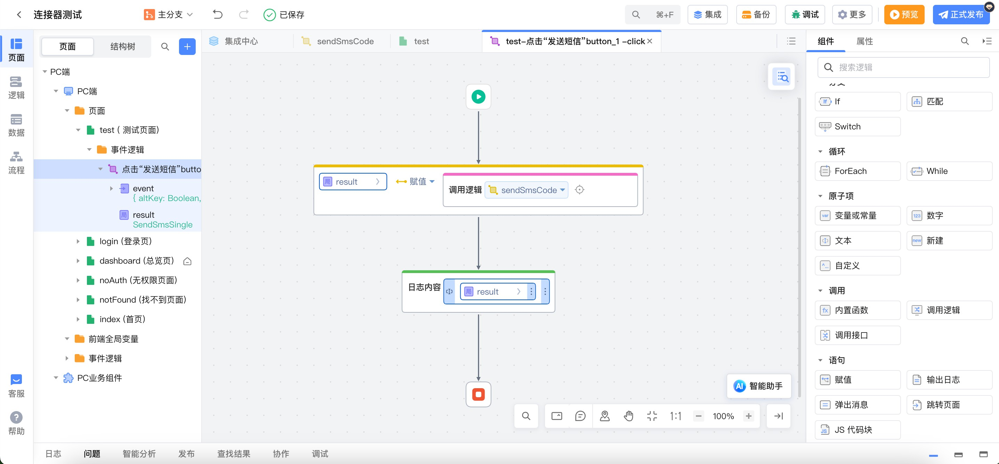 连接器测试
主分支
已保存
⌘+F
集成
备份
调试
更多
预览
正式发布
页面
逻辑
数据
流程
客服
帮助
页面
结构树
PC端
PC端
页面
test ( 测试页面)
事件逻辑
点击“发送短信”butto
event
{ altKey: Boolean,
局 result
SendSmsSingle
login (登录页)
dashboard (总览页)
noAuth (无权限页面)
notFound (找不到页面)
index (首页)
前端全局变量
事件逻辑
PC业务组件
集成中心
sendSmsCode
test
test-点击“发送短信”button_1 -click
局 result
赋值
调用逻辑 sendSmsCode
日志内容 局 result
AI 智能助手
1:1
100%
组件
属性
搜索逻辑
分支
If If
匹配
Switch
循环
ForEach
While
原子项
var 变量或常量
123 数字
文本
new 新建
自定义
调用
fx 内置函数
调用逻辑
调用接口
语句
赋值
输出日志
弹出消息
跳转页面
JS JS 代码块
日志
问题
智能分析
发布
查找结果
协作
调试